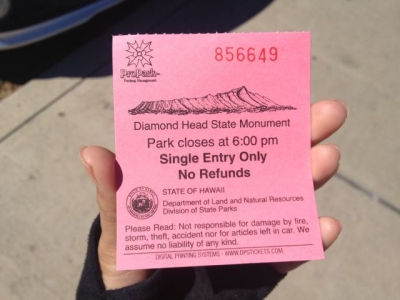 856649
ProPark
Parking Management
Diamond Head State Monument
Park closes at 6:00 pm
Single Entry Only
No Refunds
STATE OF HAWAII
Department of Land and Natural Resources
Division of State Parks
Please Read: Not responsible for damage by fire,
storm, theft, accident nor for articles left in car. We
assume no liability of any kind.
DIGITAL PRINTING SYSTEMS - WWW.DPSTICKETS.COM